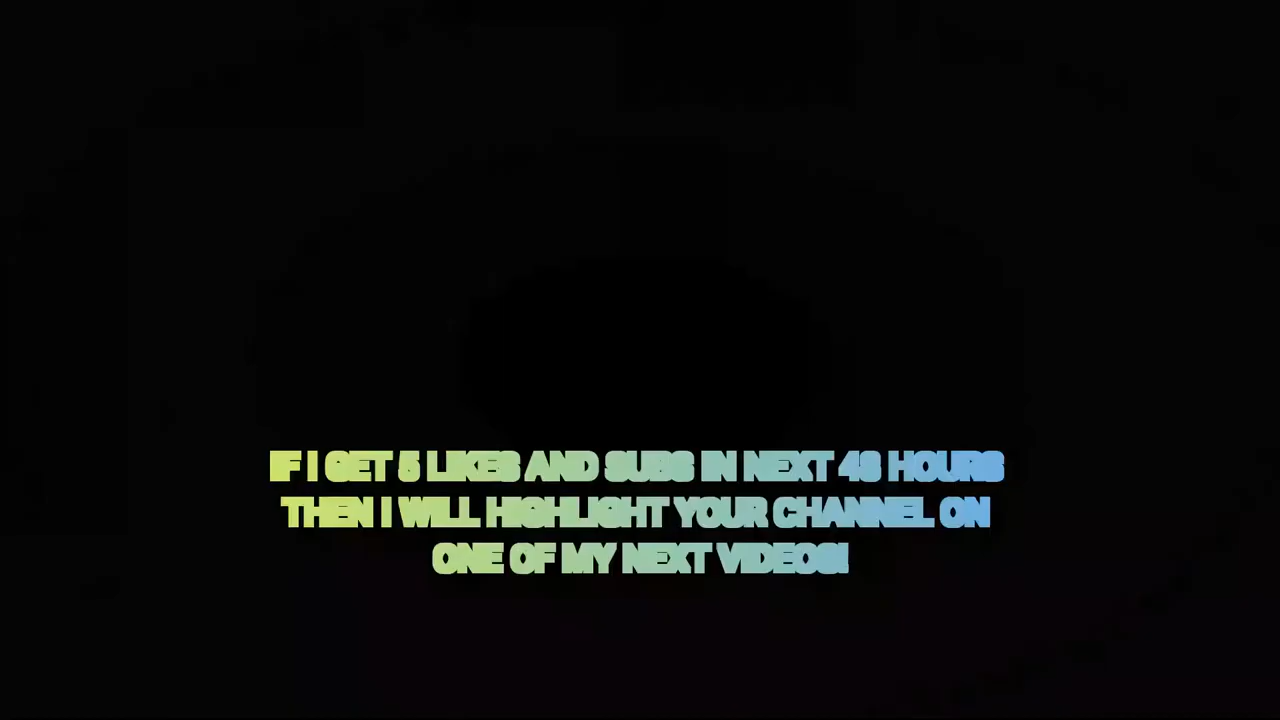 IF I GET 5 LIKES AND SUBS IN NEXT 48 HOURS
THEN I WILL HIGHLIGHT YOUR CHANNEL ON
ONE OF MY NEXT VIDEOS!